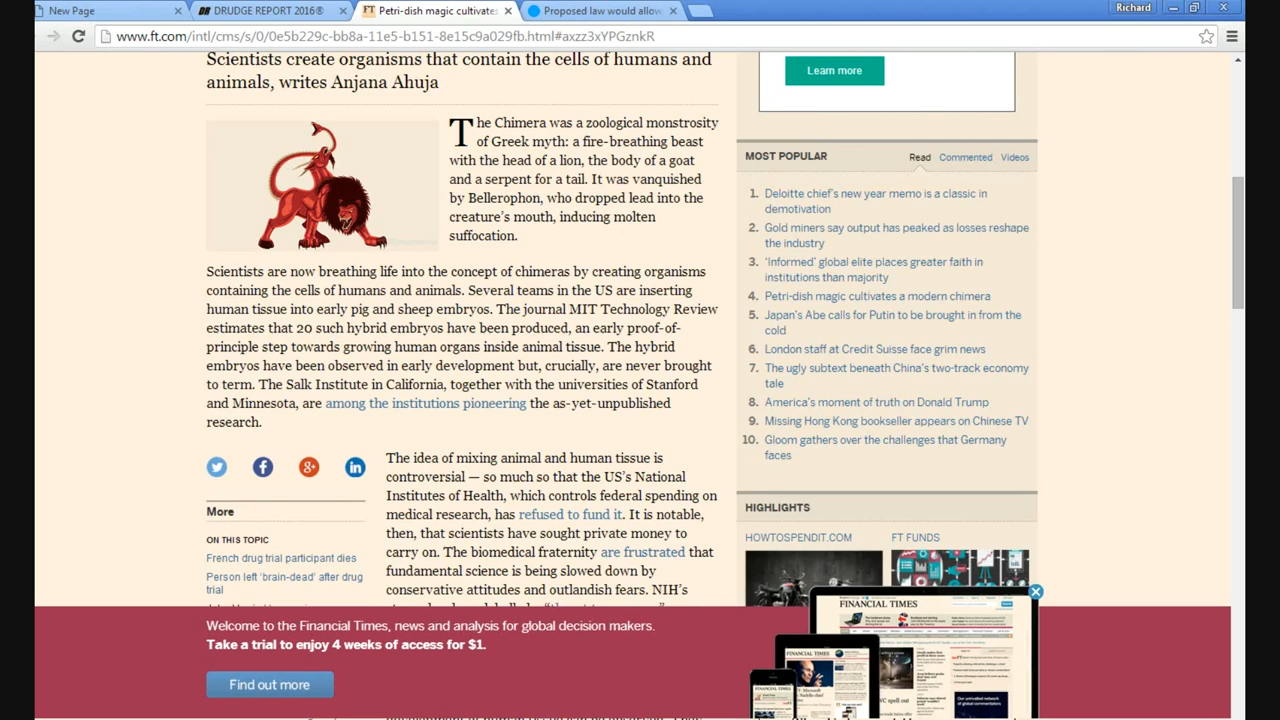 New Page
DRUDGE REPORT 2016®
Petri-dish magic cultivates
Proposed law would allow
Richard
www.ft.com/intl/cms/s/0/0e5b229c-bb8a-11e5-b151-8e15c9a029fb.html#axzz3xYPGznkR
Scientists create organisms that contain the cells of humans and
animals, writes Anjana Ahuja
The Chimera was a zoological monstrosity
of Greek myth: a fire-breathing beast
with the head of a lion, the body of a goat
and a serpent for a tail. It was vanquished
by Bellerophon, who dropped lead into the
creature's mouth, inducing molten
suffocation.
Scientists are now breathing life into the concept of chimeras by creating organisms
containing the cells of humans and animals. Several teams in the US are inserting
human tissue into early pig and sheep embryos. The journal MIT Technology Review
estimates that 20 such hybrid embryos have been produced, an early proof-of-
principle step towards growing human organs inside animal tissue. The hybrid
embryos have been observed in early development but, crucially, are never brought
to term. The Salk Institute in California, together with the universities of Stanford
and Minnesota, are among the institutions pioneering the as-yet-unpublished
research.
The idea of mixing animal and human tissue is
controversial — so much so that the US's National
Institutes of Health, which controls federal spending on
medical research, has refused to fund it. It is notable,
then, that scientists have sought private money to
carry on. The biomedical fraternity are frustrated that
fundamental science is being slowed down by
conservative attitudes and outlandish fears. NIH's
More
ON THIS TOPIC
French drug trial participant dies
Person left 'brain-dead' after drug
trial
Learn more
MOST POPULAR
Read Commented Videos
1. Deloitte chief's new year memo is a classic in
demotivation
2. Gold miners say output has peaked as losses reshape
the industry
3. 'Informed' global elite places greater faith in
institutions than majority
4. Petri-dish magic cultivates a modern chimera
5. Japan's Abe calls for Putin to be brought in from the
cold
6. London staff at Credit Suisse face grim news
7. The ugly subtext beneath China's two-track economy
tale
8. America's moment of truth on Donald Trump
9. Missing Hong Kong bookseller appears on Chinese TV
10. Gloom gathers over the challenges that Germany
faces
HIGHLIGHTS
HOWTOSPENDIT.COM
FT FUNDS
Welcome to the Financial Times, news and analysis for global decision makers.
Take a trial to enjoy 4 weeks of access for $1.
Find out more
FINANCIAL TIMES